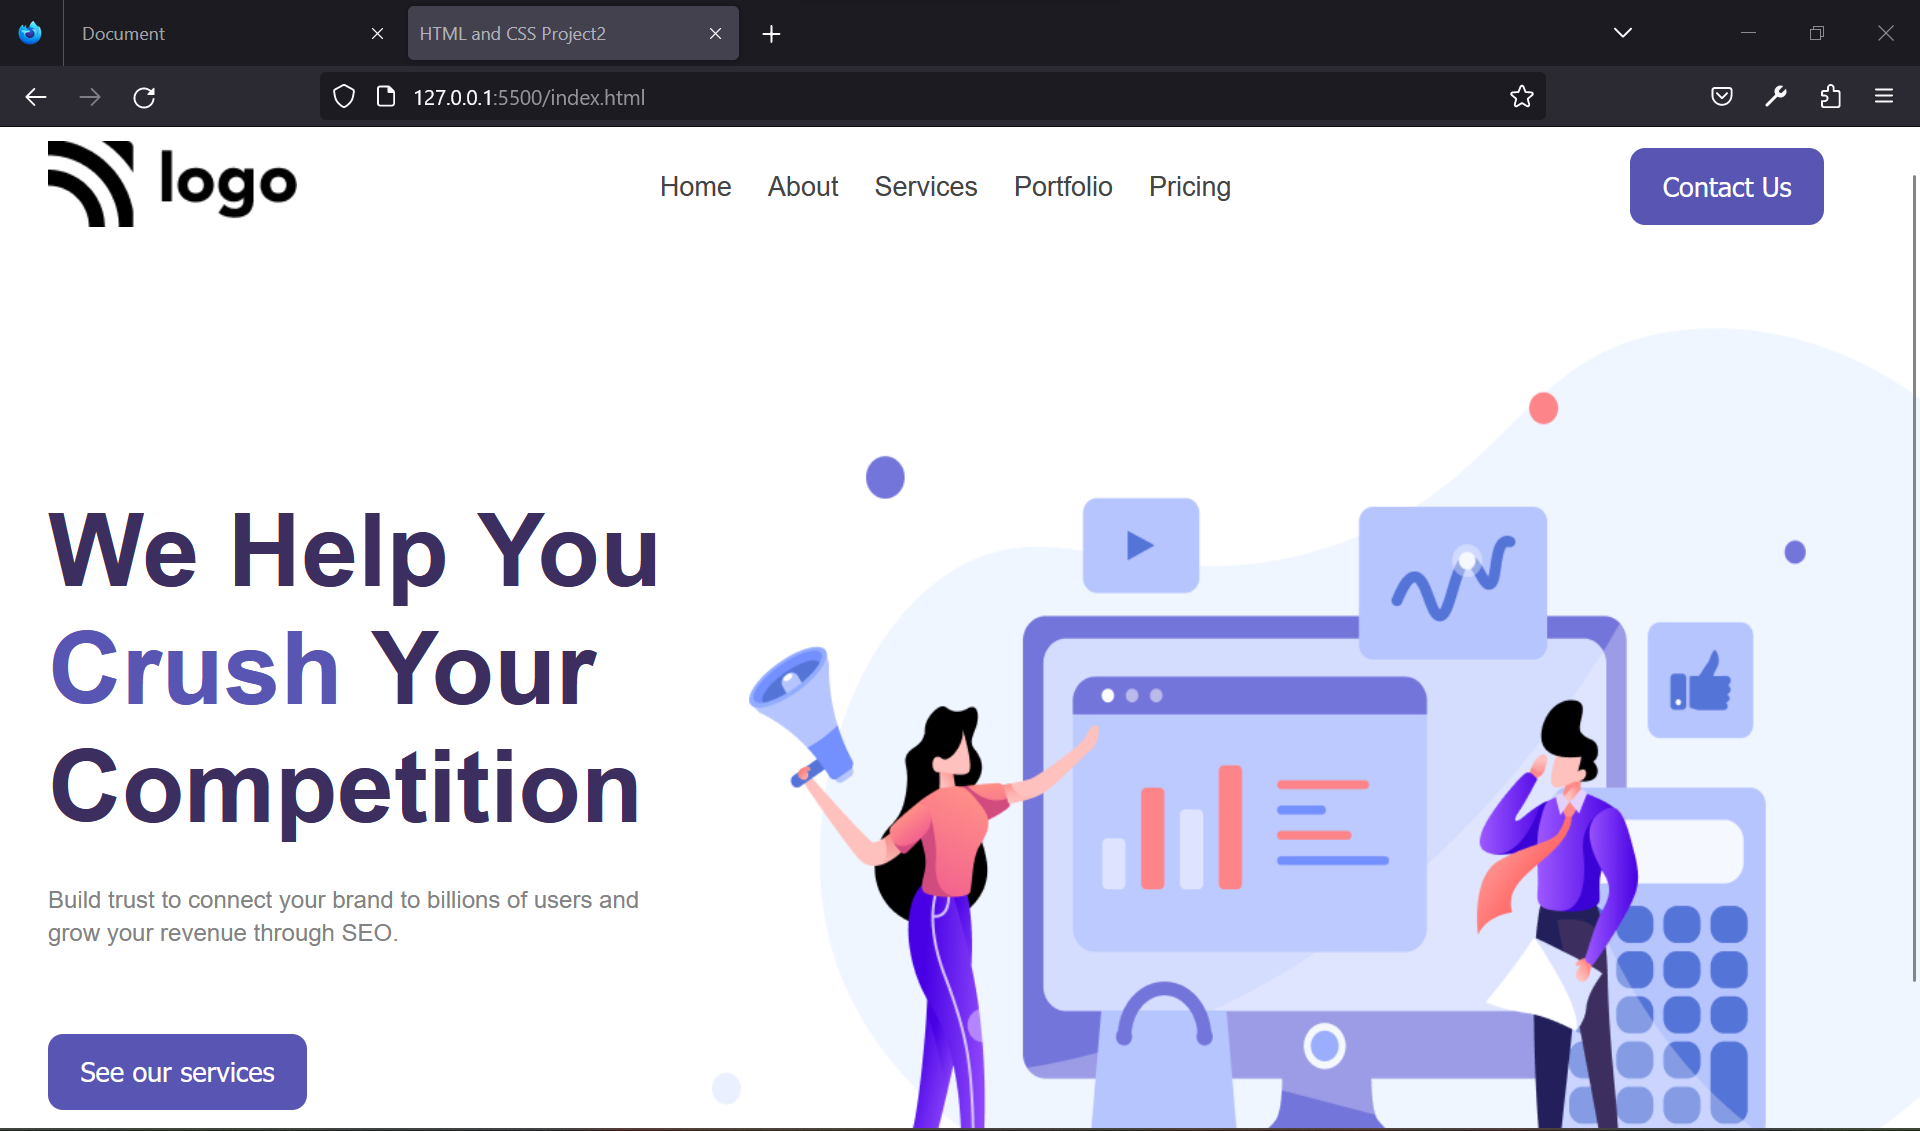 Document
HTML and CSS Project2
127.0.0.1:5500/index.html
logo
Home About Services Portfolio Pricing
Contact Us
We Help You
Crush Your
Competition
Build trust to connect your brand to billions of users and
grow your revenue through SEO.
See our services